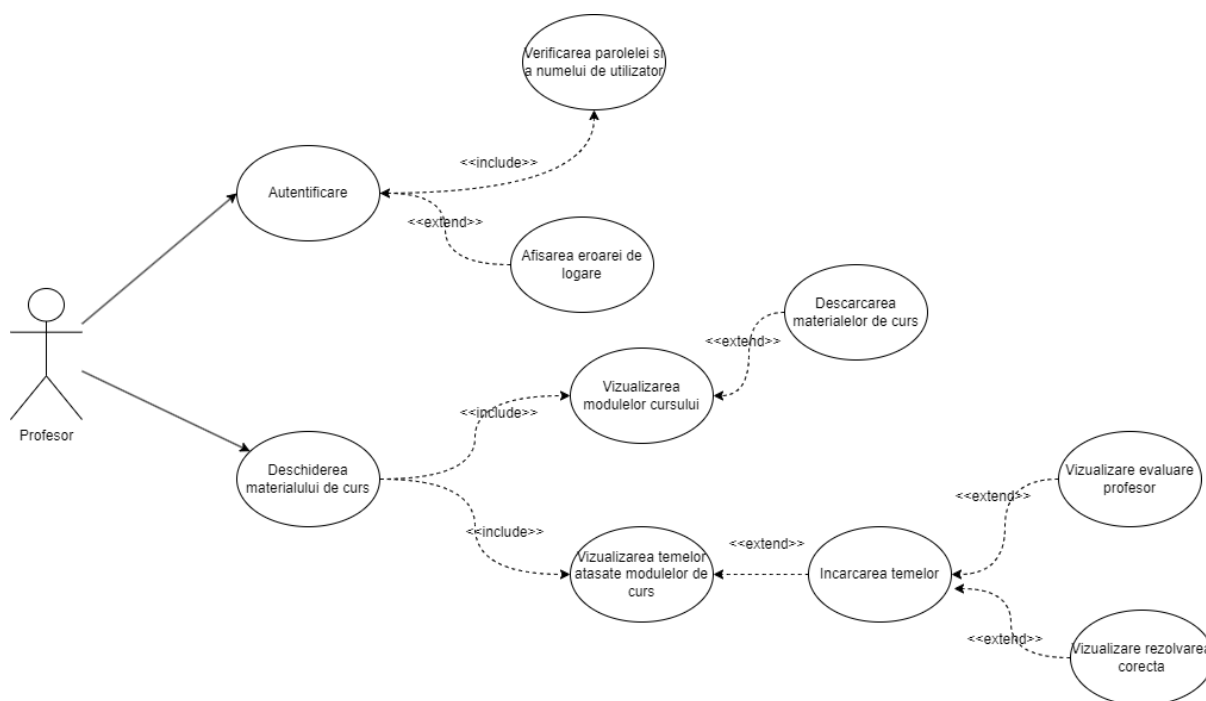 Verificarea parolelei si
a numelui de utilizator
<<include>>
Autentificare
<<extend>>
Afisarea eroarei de
logare
Descarcarea
materialelor de curs
<<extend>>
Vizualizarea
modulelor cursului
<<include>>
Profesor
Deschiderea
materialului de curs
Vizualizare evaluare
profesor
<<extend>>
<<include>>
<<extend>>
Vizualizarea temelor
atasate modulelor de
curs
Incarcarea temelor
<<extend>>
Vizualizare rezolvarea
corecta